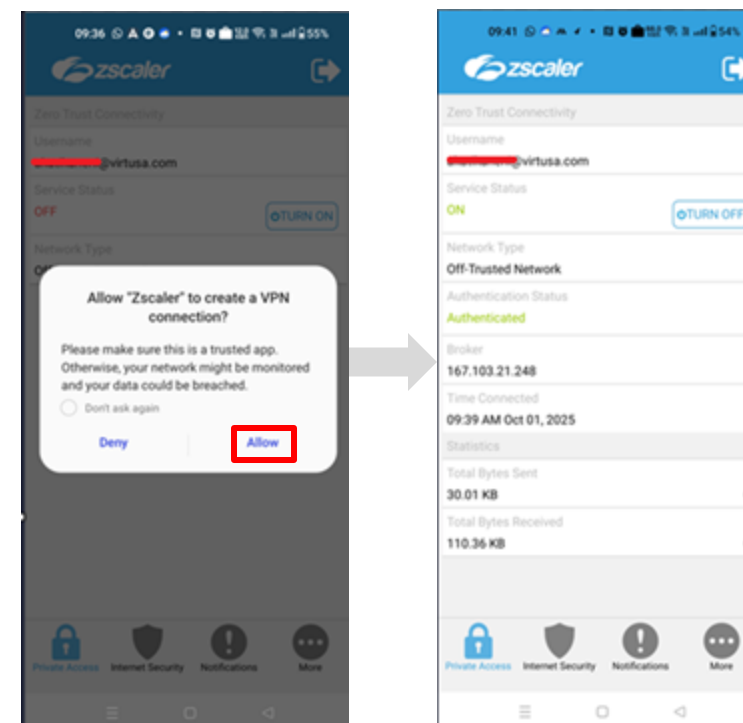 09:36
55%
zscaler
Zero Trust Connectivity
Username
@virtusa.com
Service Status
OFF
TURN ON
Network Type
Allow "Zscaler" to create a VPN
connection?
Please make sure this is a trusted app.
Otherwise, your network might be monitored
and your data could be breached.
Don't ask again
Deny
Allow
Private Access
Internet Security
Notifications
More
09:41
54%
zscaler
Zero Trust Connectivity
Username
@virtusa.com
Service Status
ON
TURN OFF
Network Type
Off-Trusted Network
Authentication Status
Authenticated
Broker
167.103.21.248
Time Connected
09:39 AM Oct 01, 2025
Statistics
Total Bytes Sent
30.01 KB
Total Bytes Received
110.36 KB
Private Access
Internet Security
Notifications
More